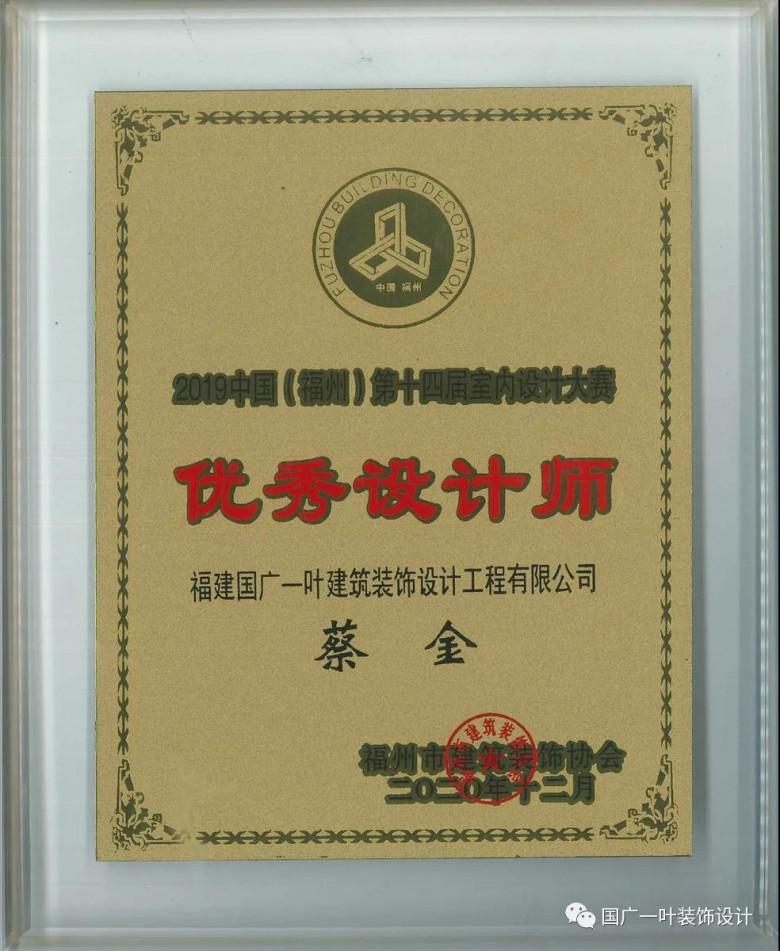 FUZHOU BUILDING DECORATION
中国 福州
2019中国（福州）第十四届室内设计大赛
优秀设计师
福建国广一叶建筑装饰设计工程有限公司
蔡 金
福州市建筑装饰协会
二〇二〇年十二月
国广一叶装饰设计